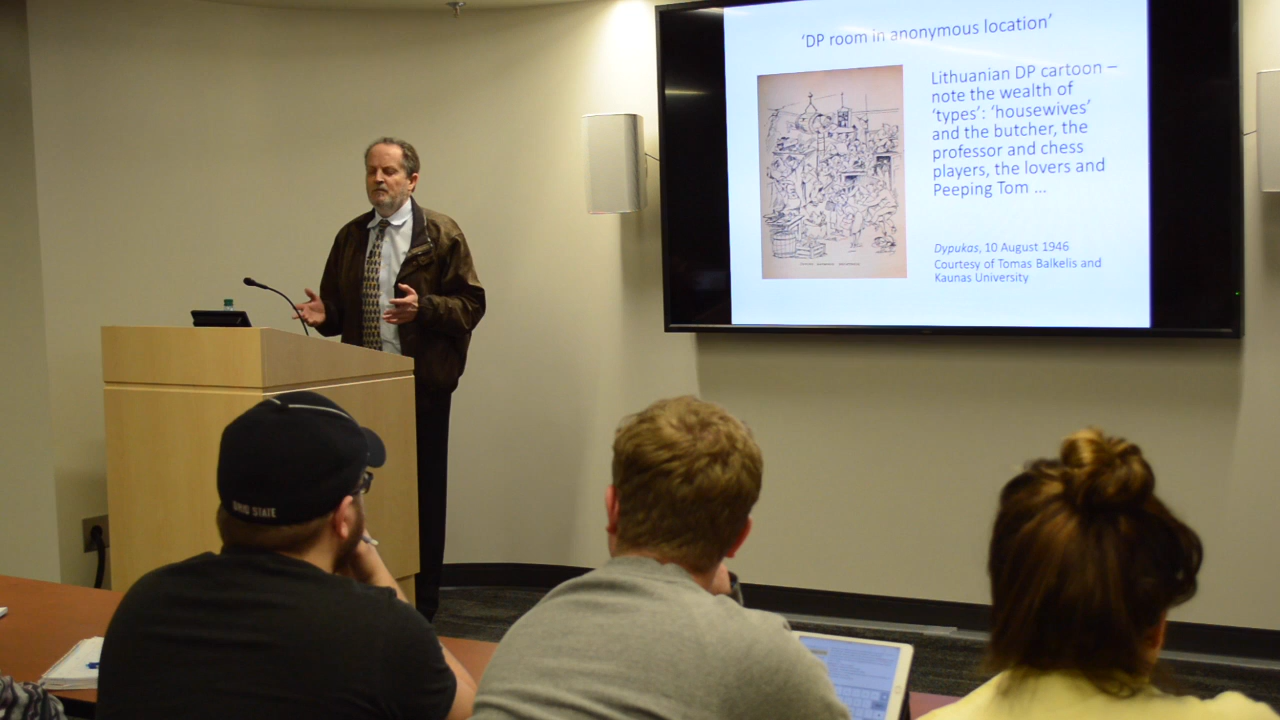 ‘DP room in anonymous location’
Lithuanian DP cartoon –
note the wealth of
‘types’: ‘housewives’
and the butcher, the
professor and chess
players, the lovers and
Peeping Tom ...
Dypukas, 10 August 1946
Courtesy of Tomas Balkelis and
Kaunas University
OHIO STATE